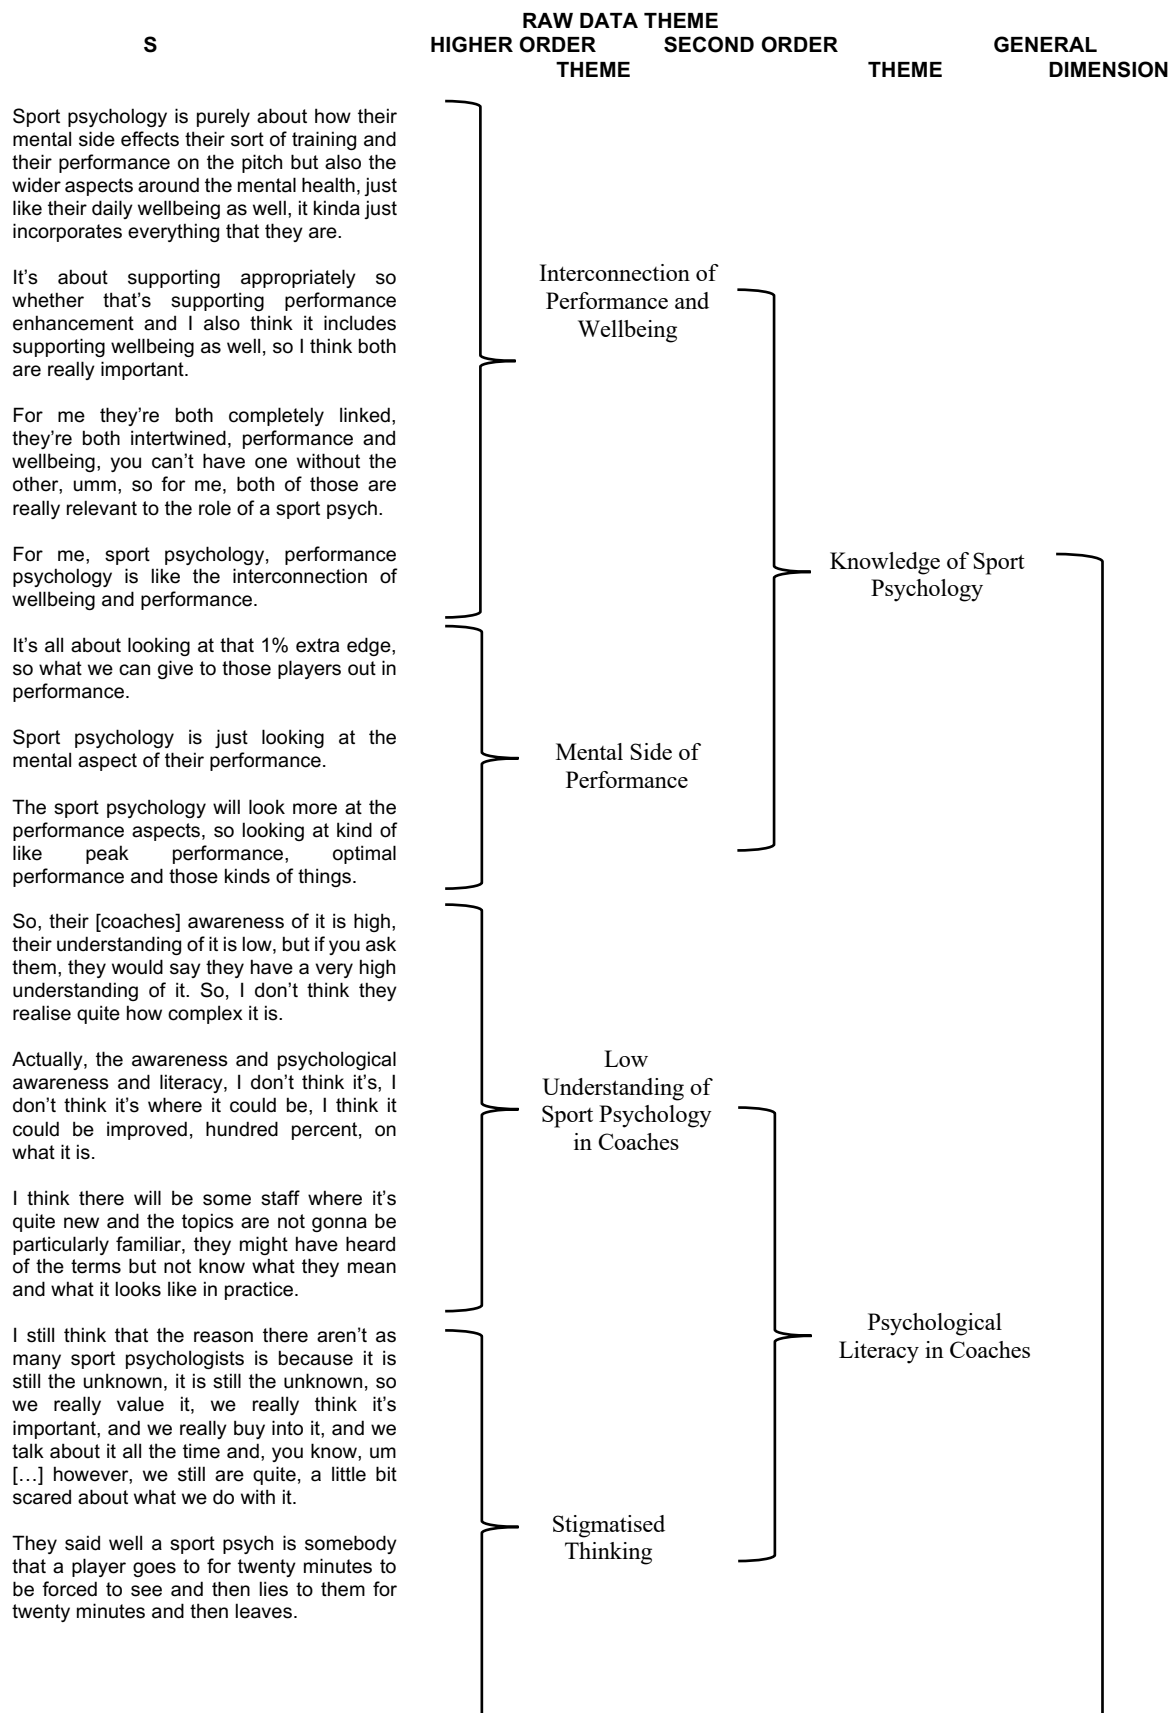 RAW DATA THEME
S HIGHER ORDER SECOND ORDER GENERAL
THEME THEME DIMENSION
Sport psychology is purely about how their
mental side effects their sort of training and
their performance on the pitch but also the
wider aspects around the mental health, just
like their daily wellbeing as well, it kinda just
incorporates everything that they are.
It's about supporting appropriately so
whether that's supporting performance
enhancement and I also think it includes
supporting wellbeing as well, so I think both
are really important.
Interconnection of
Performance and
Wellbeing
For me they're both completely linked,
they're both intertwined, performance and
wellbeing, you can't have one without the
other, umm, so for me, both of those are
really relevant to the role of a sport psych.
For me, sport psychology, performance
psychology is like the interconnection of
wellbeing and performance.
Knowledge of Sport
Psychology
It's all about looking at that 1% extra edge,
so what we can give to those players out in
performance.
Sport psychology is just looking at the
mental aspect of their performance.
Mental Side of
Performance
The sport psychology will look more at the
performance aspects, so looking at kind of
like peak performance, optimal
performance and those kinds of things.
So, their [coaches] awareness of it is high,
their understanding of it is low, but if you ask
them, they would say they have a very high
understanding of it. So, I don't think they
realise quite how complex it is.
Actually, the awareness and psychological
awareness and literacy, I don't think it's, I
don't think it's where it could be, I think it
could be improved, hundred percent, on
what it is.
Low
Understanding of
Sport Psychology
in Coaches
I think there will be some staff where it's
quite new and the topics are not gonna be
particularly familiar, they might have heard
of the terms but not know what they mean
and what it looks like in practice.
Psychological
Literacy in Coaches
I still think that the reason there aren't as
many sport psychologists is because it is
still the unknown, it is still the unknown, so
we really value it, we really think it's
important, and we really buy into it, and we
talk about it all the time and, you know, um
[…] however, we still are quite, a little bit
scared about what we do with it.
Stigmatised
Thinking
They said well a sport psych is somebody
that a player goes to for twenty minutes to
be forced to see and then lies to them for
twenty minutes and then leaves.